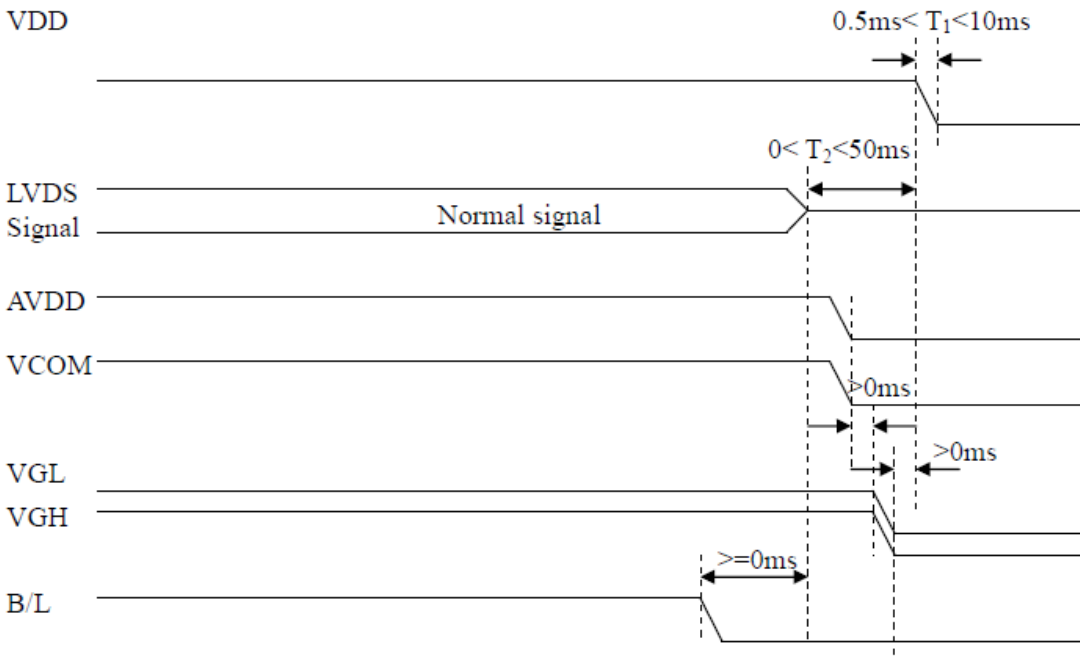 VDD
0.5ms< T₁<10ms
0< T₂<50ms
LVDS
Signal
Normal signal
AVDD
VCOM
>0ms
>0ms
VGL
VGH
>=0ms
B/L